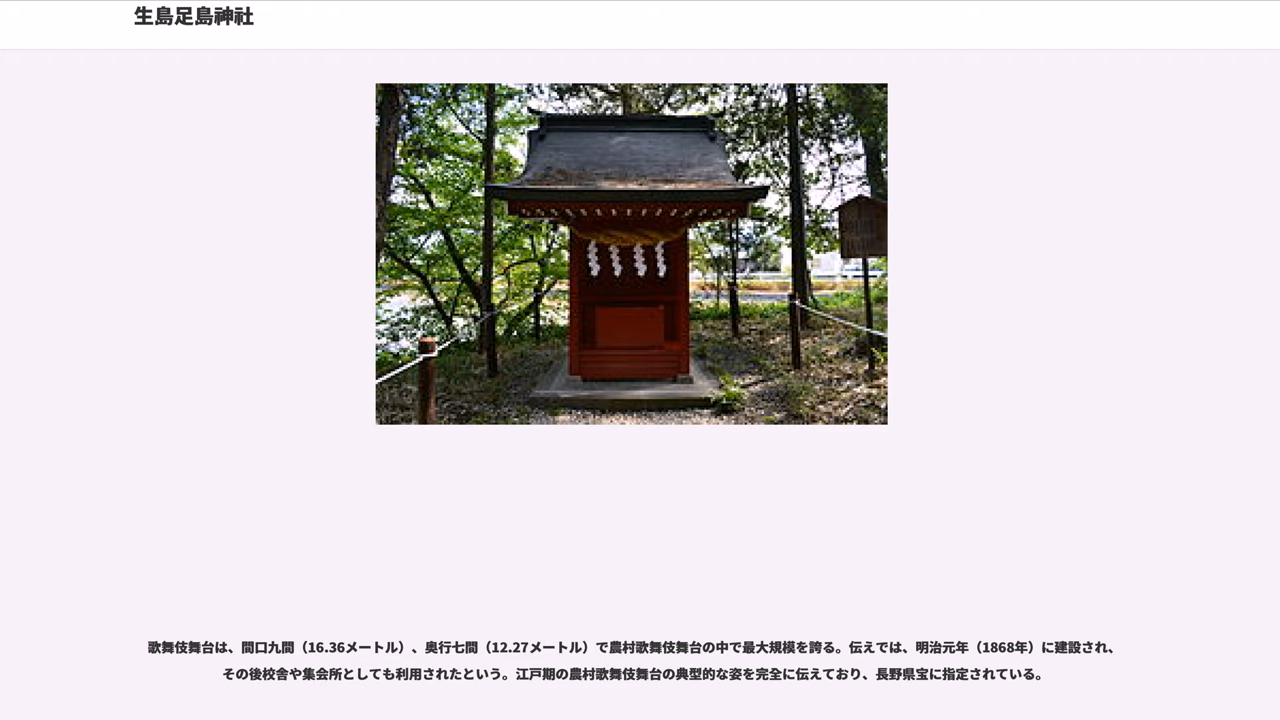 生島足島神社
歌舞伎舞台は、間口九間（16.36メートル）、奥行七間（12.27メートル）で農村歌舞伎舞台の中で最大規模を誇る。伝えでは、明治元年（1868年）に建設され、
その後校舎や集会所としても利用されたという。江戸期の農村歌舞伎舞台の典型的な姿を完全に伝えており、長野県宝に指定されている。